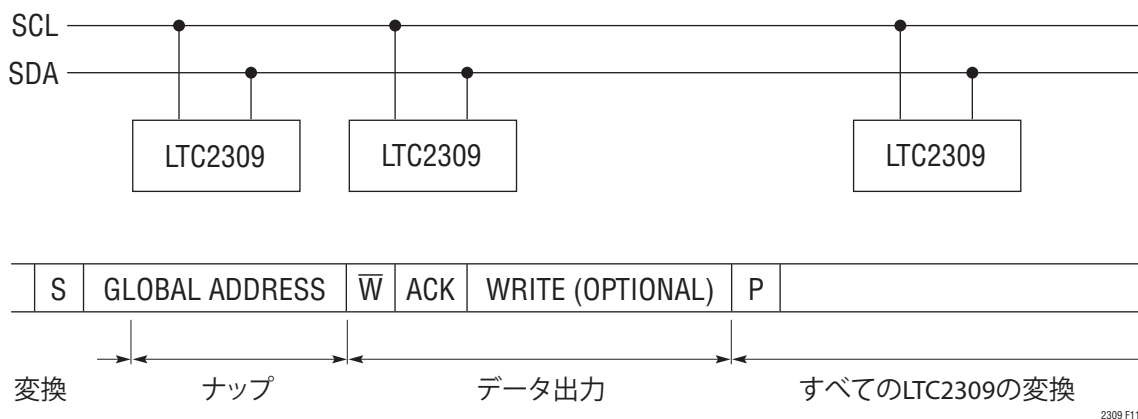 SCL
SDA
LTC2309 LTC2309 LTC2309
S GLOBAL ADDRESS W̅ ACK WRITE (OPTIONAL) P
変換 ナップ データ出力 すべてのLTC2309の変換
2309 F11